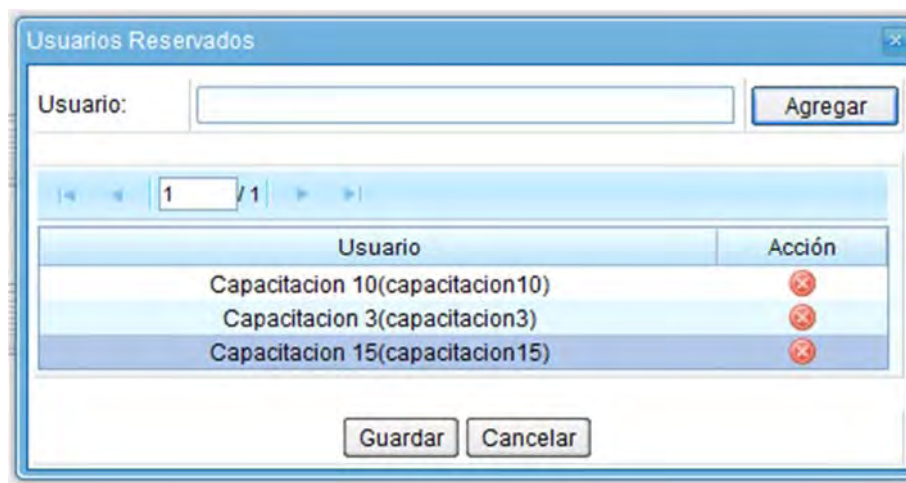 Usuarios Reservados
Usuario: Agregar
1 / 1
Usuario Acción
Capacitacion 10(capacitacion10)
Capacitacion 3(capacitacion3)
Capacitacion 15(capacitacion15)
Guardar Cancelar